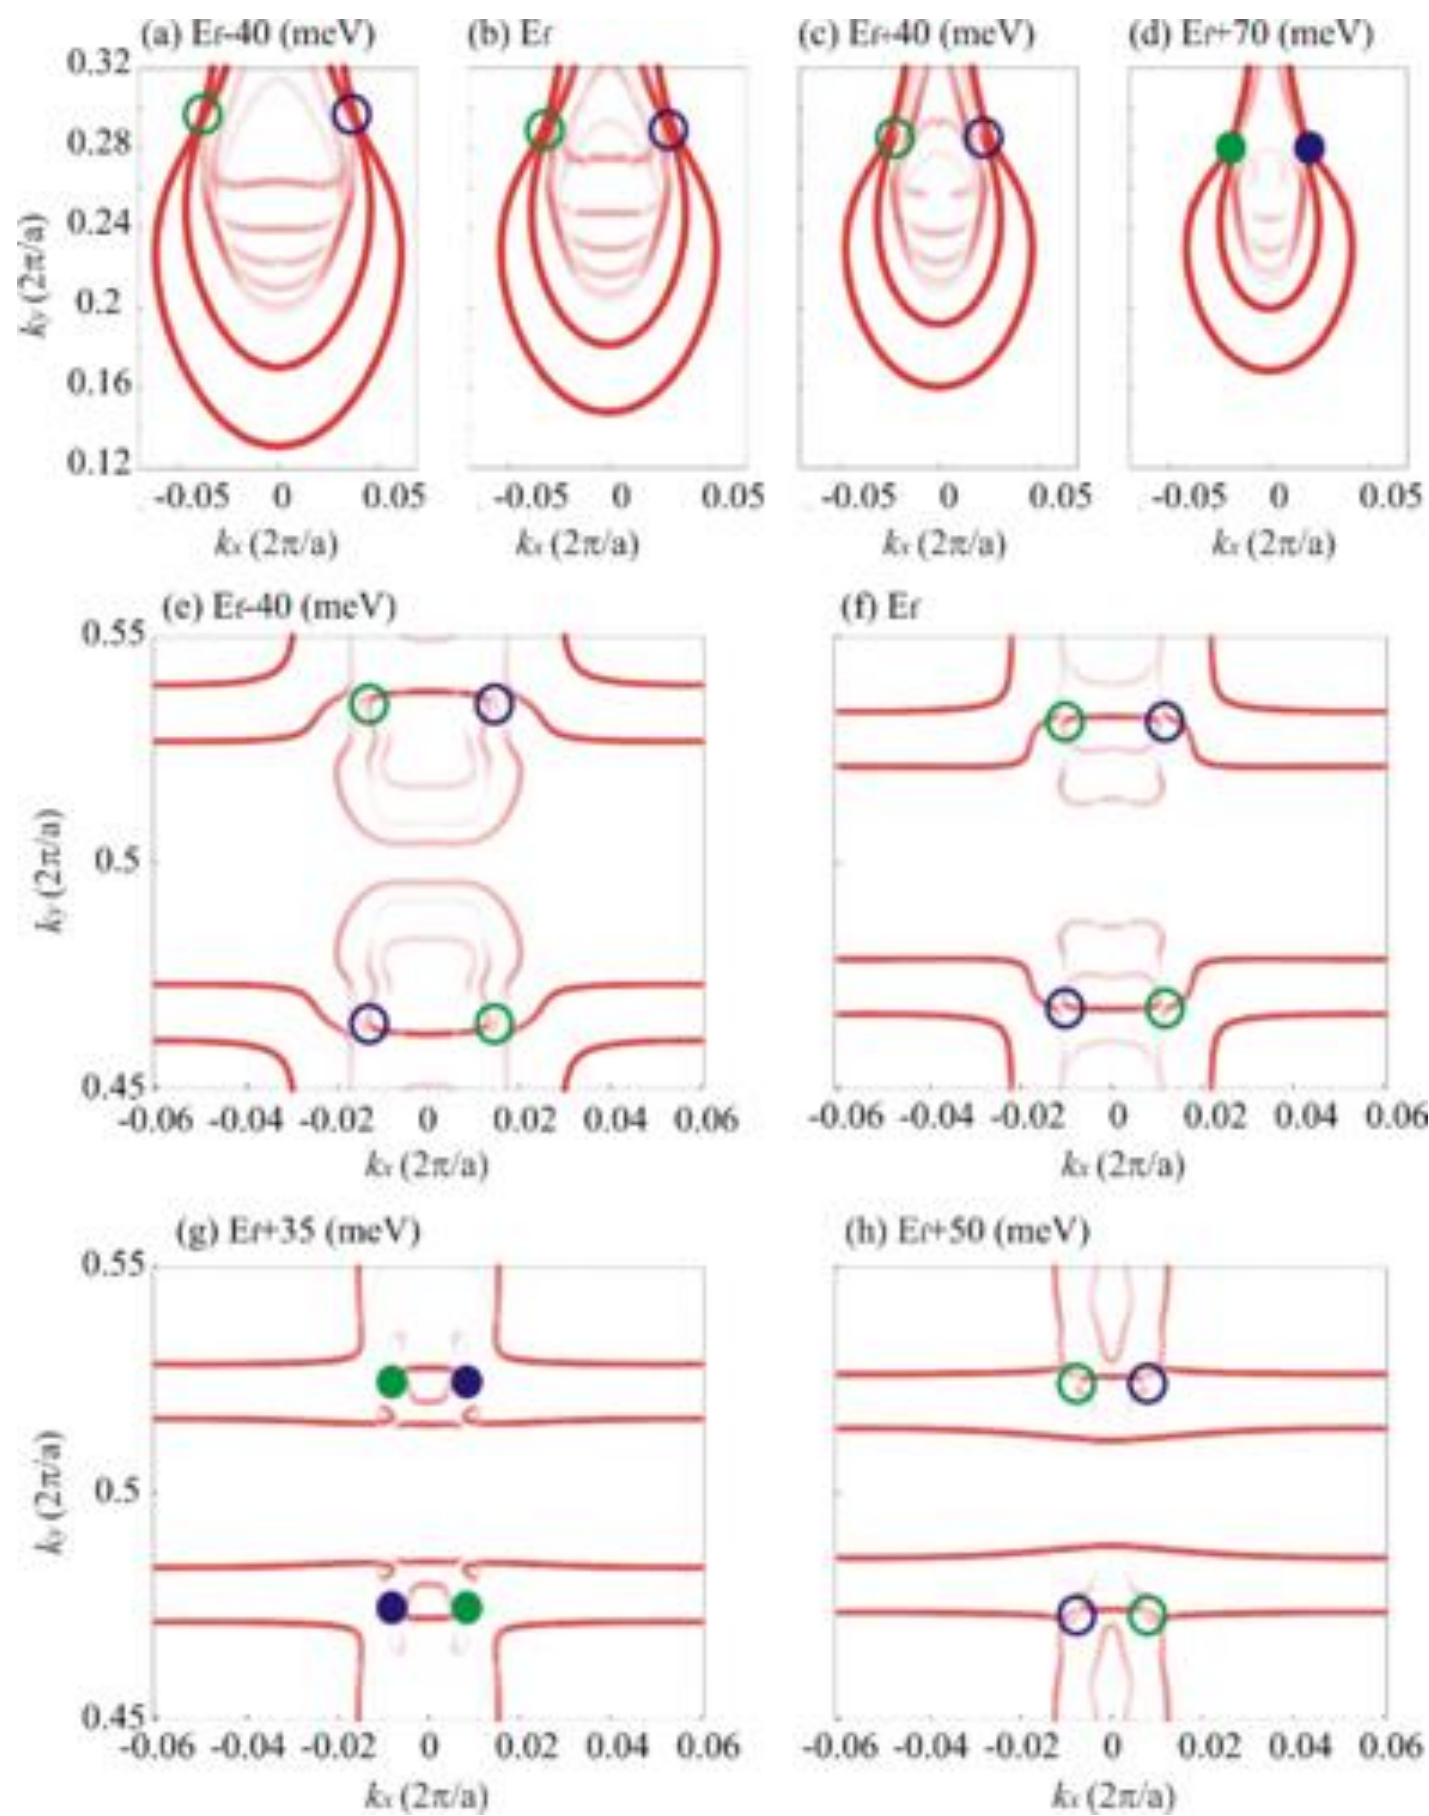 (a) Ef-40 (meV) (b) Ef (c) Ef+40 (meV) (d) Ef+70 (meV)
0.32
0.28
0.24
0.2
0.16
0.12
ky (2π/a)
-0.05 0 0.05 -0.05 0 0.05 -0.05 0 0.05 -0.05 0 0.05
kx (2π/a) kx (2π/a) kx (2π/a) kx (2π/a)
(e) Ef-40 (meV) (f) Ef
0.55
0.5
0.45
ky (2π/a)
-0.06 -0.04 -0.02 0 0.02 0.04 0.06 -0.06 -0.04 -0.02 0 0.02 0.04 0.06
kx (2π/a) kx (2π/a)
(g) Ef+35 (meV) (h) Ef+50 (meV)
0.55
0.5
0.45
ky (2π/a)
-0.06 -0.04 -0.02 0 0.02 0.04 0.06 -0.06 -0.04 -0.02 0 0.02 0.04 0.06
kx (2π/a) kx (2π/a)